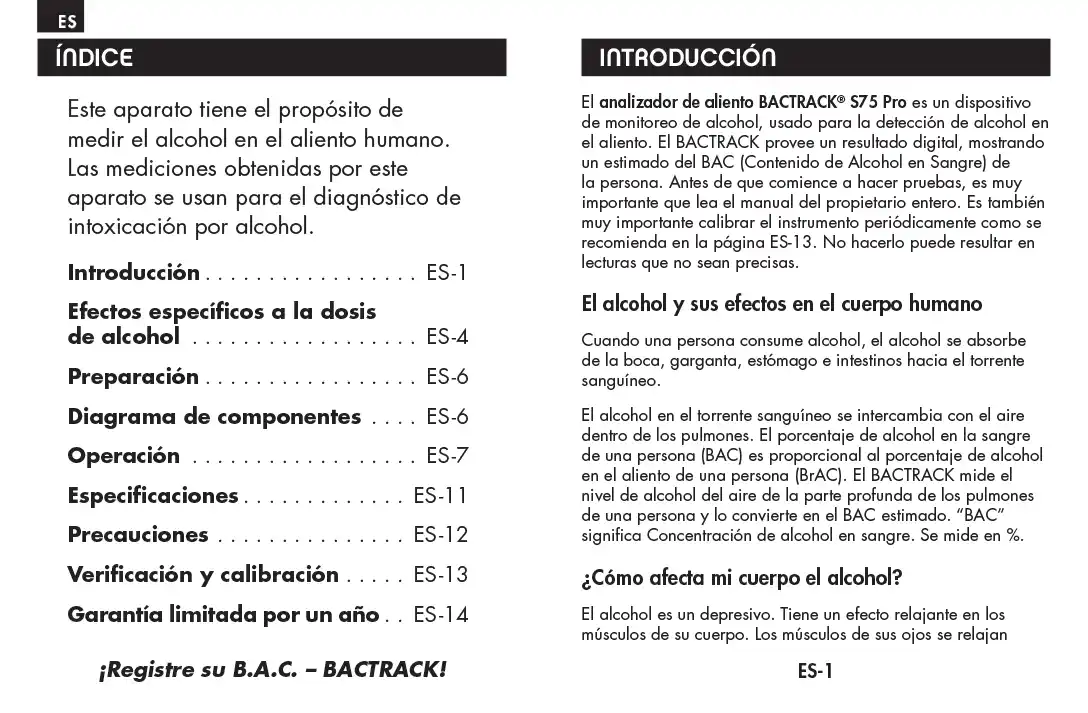 ES
ÍNDICE
Este aparato tiene el propósito de
medir el alcohol en el aliento humano.
Las mediciones obtenidas por este
aparato se usan para el diagnóstico de
intoxicación por alcohol.
Introducción . . . . . . . . . . . . . . . . . ES-1
Efectos específicos a la dosis
de alcohol . . . . . . . . . . . . . . . . . . ES-4
Preparación . . . . . . . . . . . . . . . . . ES-6
Diagrama de componentes . . . . ES-6
Operación . . . . . . . . . . . . . . . . . . ES-7
Especificaciones . . . . . . . . . . . . . ES-11
Precauciones . . . . . . . . . . . . . . . ES-12
Verificación y calibración . . . . . ES-13
Garantía limitada por un año . . ES-14
¡Registre su B.A.C. – BACTRACK!
INTRODUCCIÓN
El analizador de aliento BACTRACK® S75 Pro es un dispositivo
de monitoreo de alcohol, usado para la detección de alcohol en
el aliento. El BACTRACK provee un resultado digital, mostrando
un estimado del BAC (Contenido de Alcohol en Sangre) de
la persona. Antes de que comience a hacer pruebas, es muy
importante que lea el manual del propietario entero. Es también
muy importante calibrar el instrumento periódicamente como se
recomienda en la página ES-13. No hacerlo puede resultar en
lecturas que no sean precisas.
El alcohol y sus efectos en el cuerpo humano
Cuando una persona consume alcohol, el alcohol se absorbe
de la boca, garganta, estómago e intestinos hacia el torrente
sanguíneo.
El alcohol en el torrente sanguíneo se intercambia con el aire
dentro de los pulmones. El porcentaje de alcohol en la sangre
de una persona (BAC) es proporcional al porcentaje de alcohol
en el aliento de una persona (BrAC). El BACTRACK mide el
nivel de alcohol del aire de la parte profunda de los pulmones
de una persona y lo convierte en el BAC estimado. “BAC”
significa Concentración de alcohol en sangre. Se mide en %.
¿Cómo afecta mi cuerpo el alcohol?
El alcohol es un depresivo. Tiene un efecto relajante en los
músculos de su cuerpo. Los músculos de sus ojos se relajan
ES-1